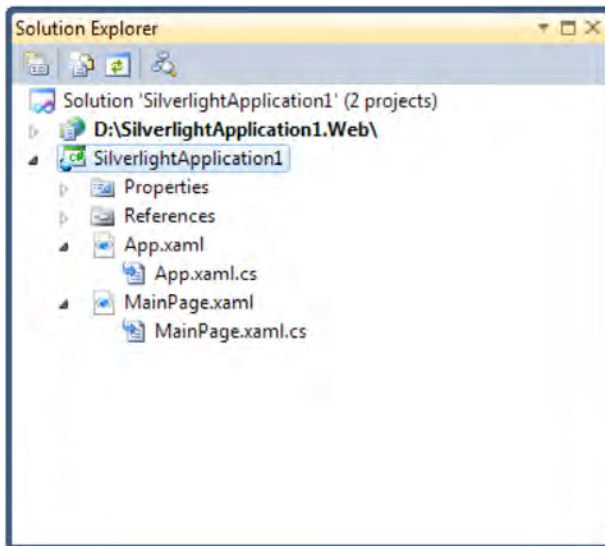 Solution Explorer
Solution 'SilverlightApplication1' (2 projects)
D:\SilverlightApplication1.Web\
SilverlightApplication1
Properties
References
App.xaml
App.xaml.cs
MainPage.xaml
MainPage.xaml.cs